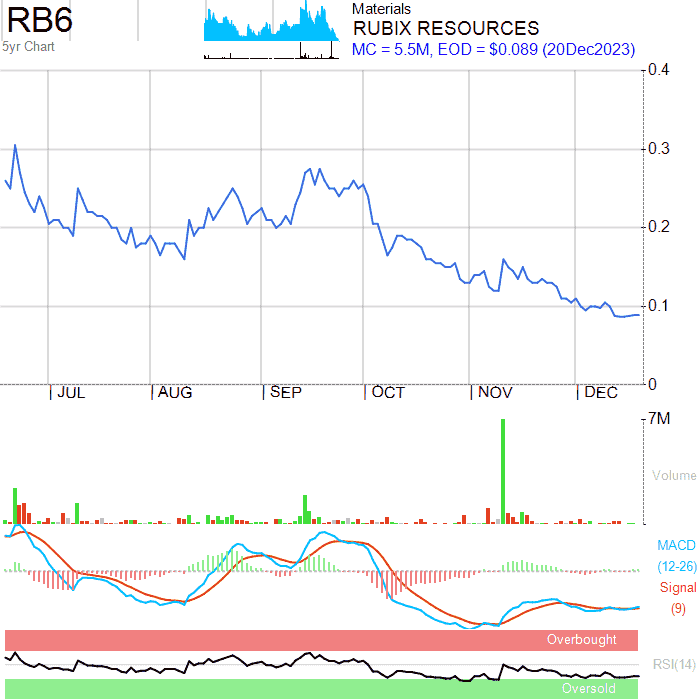 RB6
5yr Chart
Materials
RUBIX RESOURCES
MC = 5.5M, EOD = $0.089 (20Dec2023)
0.4
0.3
0.2
0.1
0
JUL
AUG
SEP
OCT
NOV
DEC
7M
Volume
MACD
(12-26)
Signal
(9)
Overbought
RSI(14)
Oversold